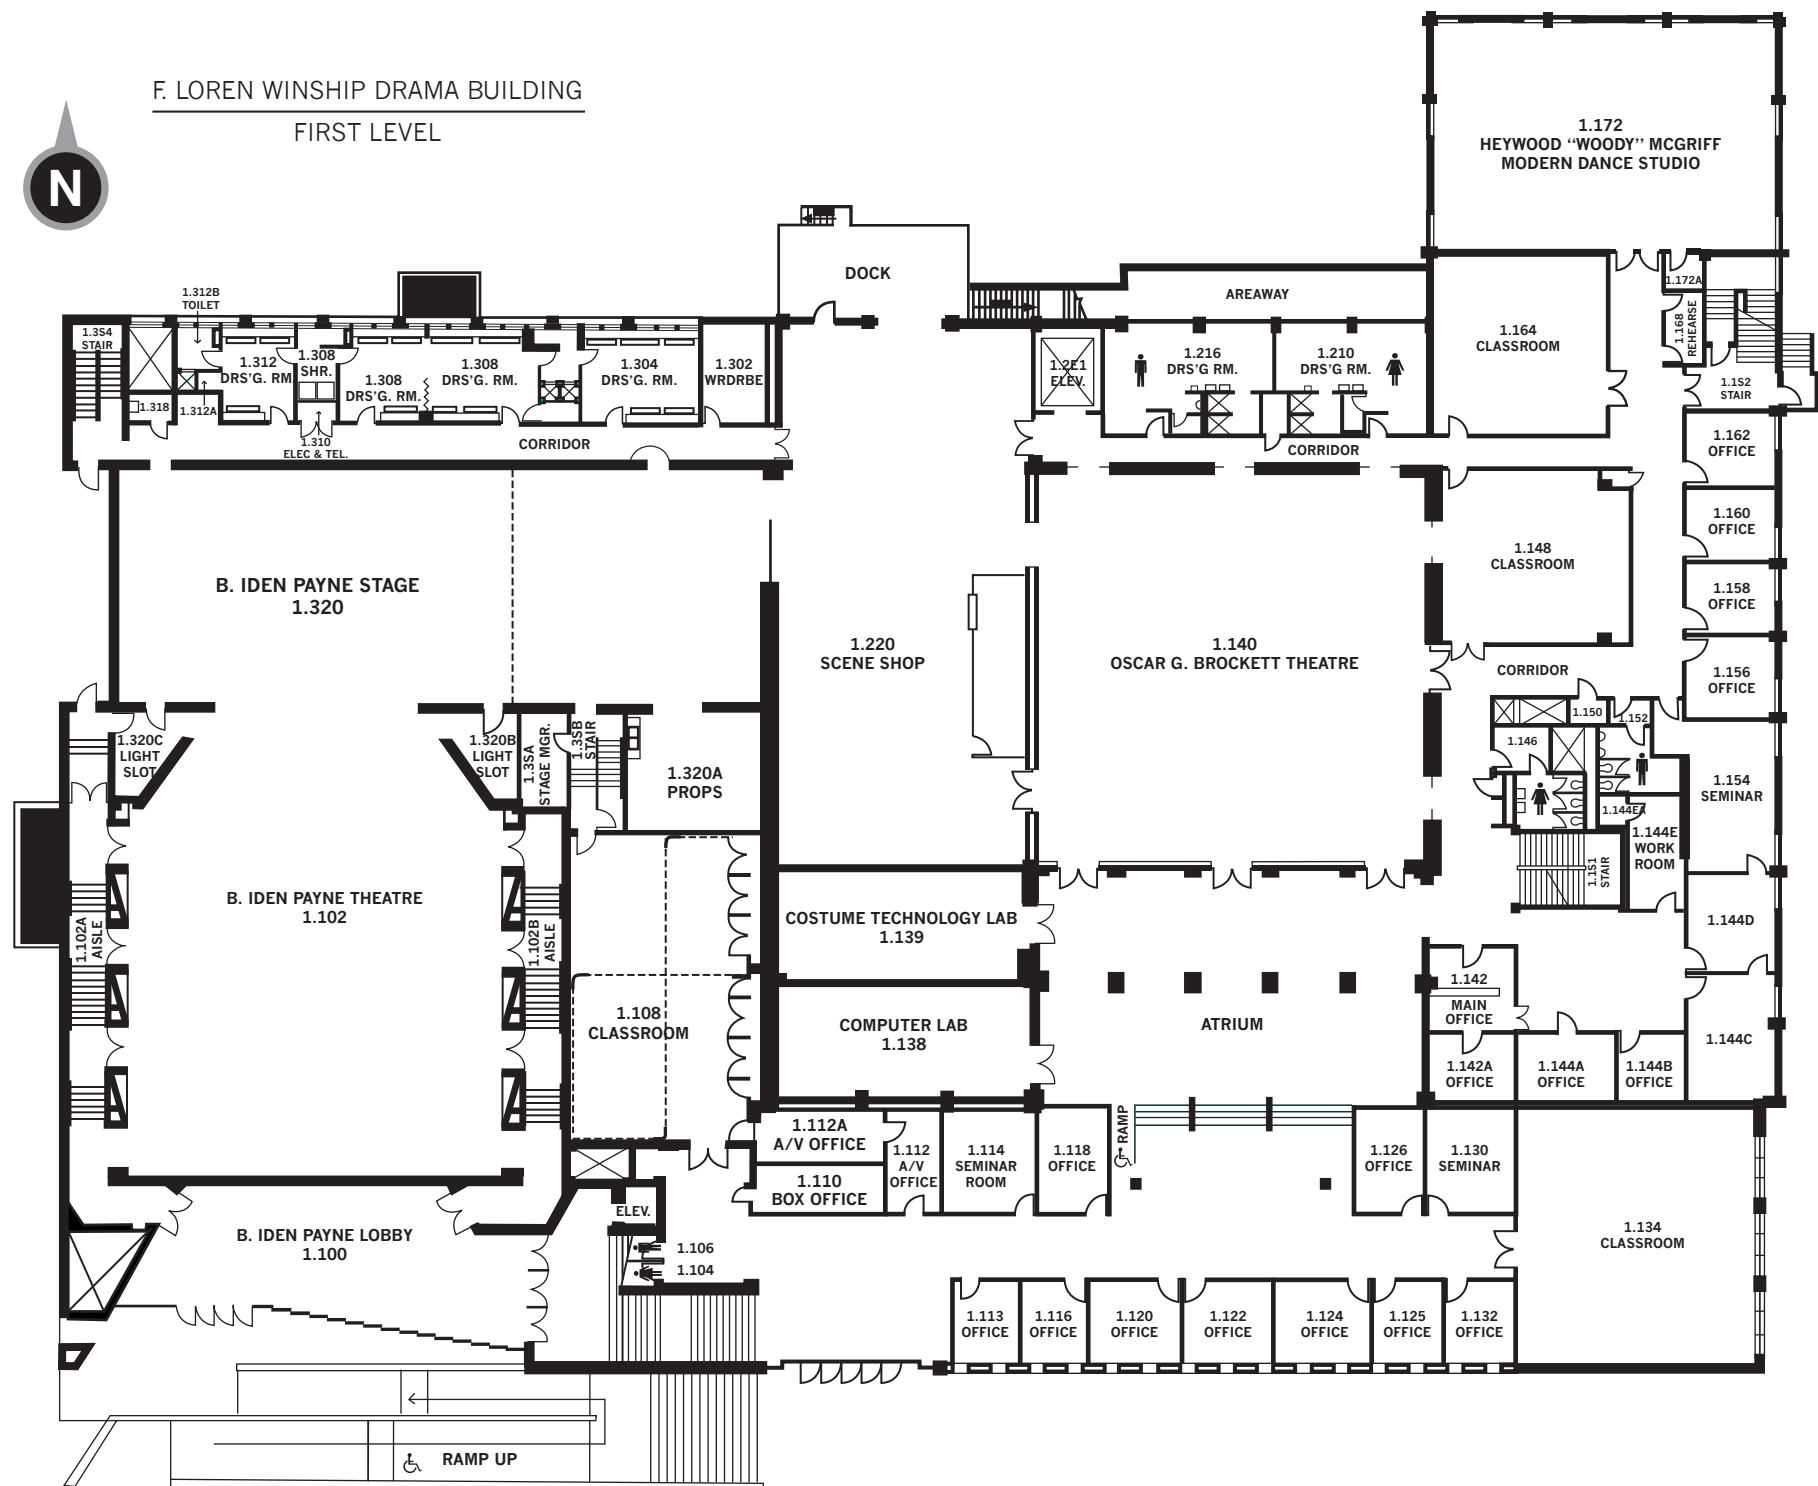 F. LOREN WINSHIP DRAMA BUILDING
FIRST LEVEL
N
1.172
HEYWOOD “WOODY” MCGRIFF
MODERN DANCE STUDIO
DOCK
AREAWAY
1.172A
1.168
REHEARSE
1.164
CLASSROOM
1.1S2
STAIR
1.312B
TOILET
1.3S4
STAIR
1.312
DRS'G. RM.
1.308
SHR.
1.308
DRS'G. RM.
1.308
DRS'G. RM.
1.304
DRS'G. RM.
1.302
WRDRBE
1.318
1.312A
1.310
ELEC & TEL.
CORRIDOR
1.2E1
ELEV.
1.216
DRS'G RM.
1.210
DRS'G RM.
CORRIDOR
1.162
OFFICE
1.160
OFFICE
1.158
OFFICE
1.156
OFFICE
1.148
CLASSROOM
B. IDEN PAYNE STAGE
1.320
1.220
SCENE SHOP
1.140
OSCAR G. BROCKETT THEATRE
CORRIDOR
1.150
1.152
1.146
1.154
SEMINAR
1.144EA
1.144E
WORK
ROOM
1.1S1
STAIR
1.144D
1.320C
LIGHT
SLOT
1.320B
LIGHT
SLOT
1.3SA
STAGE MGR.
1.3SB
STAIR
1.320A
PROPS
B. IDEN PAYNE THEATRE
1.102
1.102A
AISLE
1.102B
AISLE
COSTUME TECHNOLOGY LAB
1.139
1.108
CLASSROOM
COMPUTER LAB
1.138
ATRIUM
1.142
MAIN
OFFICE
1.142A
OFFICE
1.144A
OFFICE
1.144B
OFFICE
1.144C
1.112A
A/V OFFICE
1.110
BOX OFFICE
1.112
A/V
OFFICE
1.114
SEMINAR
ROOM
1.118
OFFICE
RAMP
1.126
OFFICE
1.130
SEMINAR
1.134
CLASSROOM
B. IDEN PAYNE LOBBY
1.100
ELEV.
1.106
1.104
1.113
OFFICE
1.116
OFFICE
1.120
OFFICE
1.122
OFFICE
1.124
OFFICE
1.125
OFFICE
1.132
OFFICE
RAMP UP